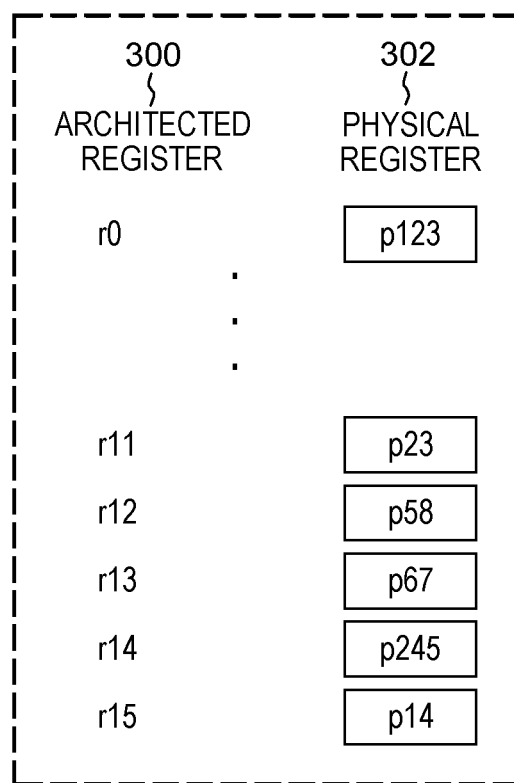 300 302
ARCHITECTED PHYSICAL
REGISTER REGISTER
r0 p123
.
.
.
r11 p23
r12 p58
r13 p67
r14 p245
r15 p14